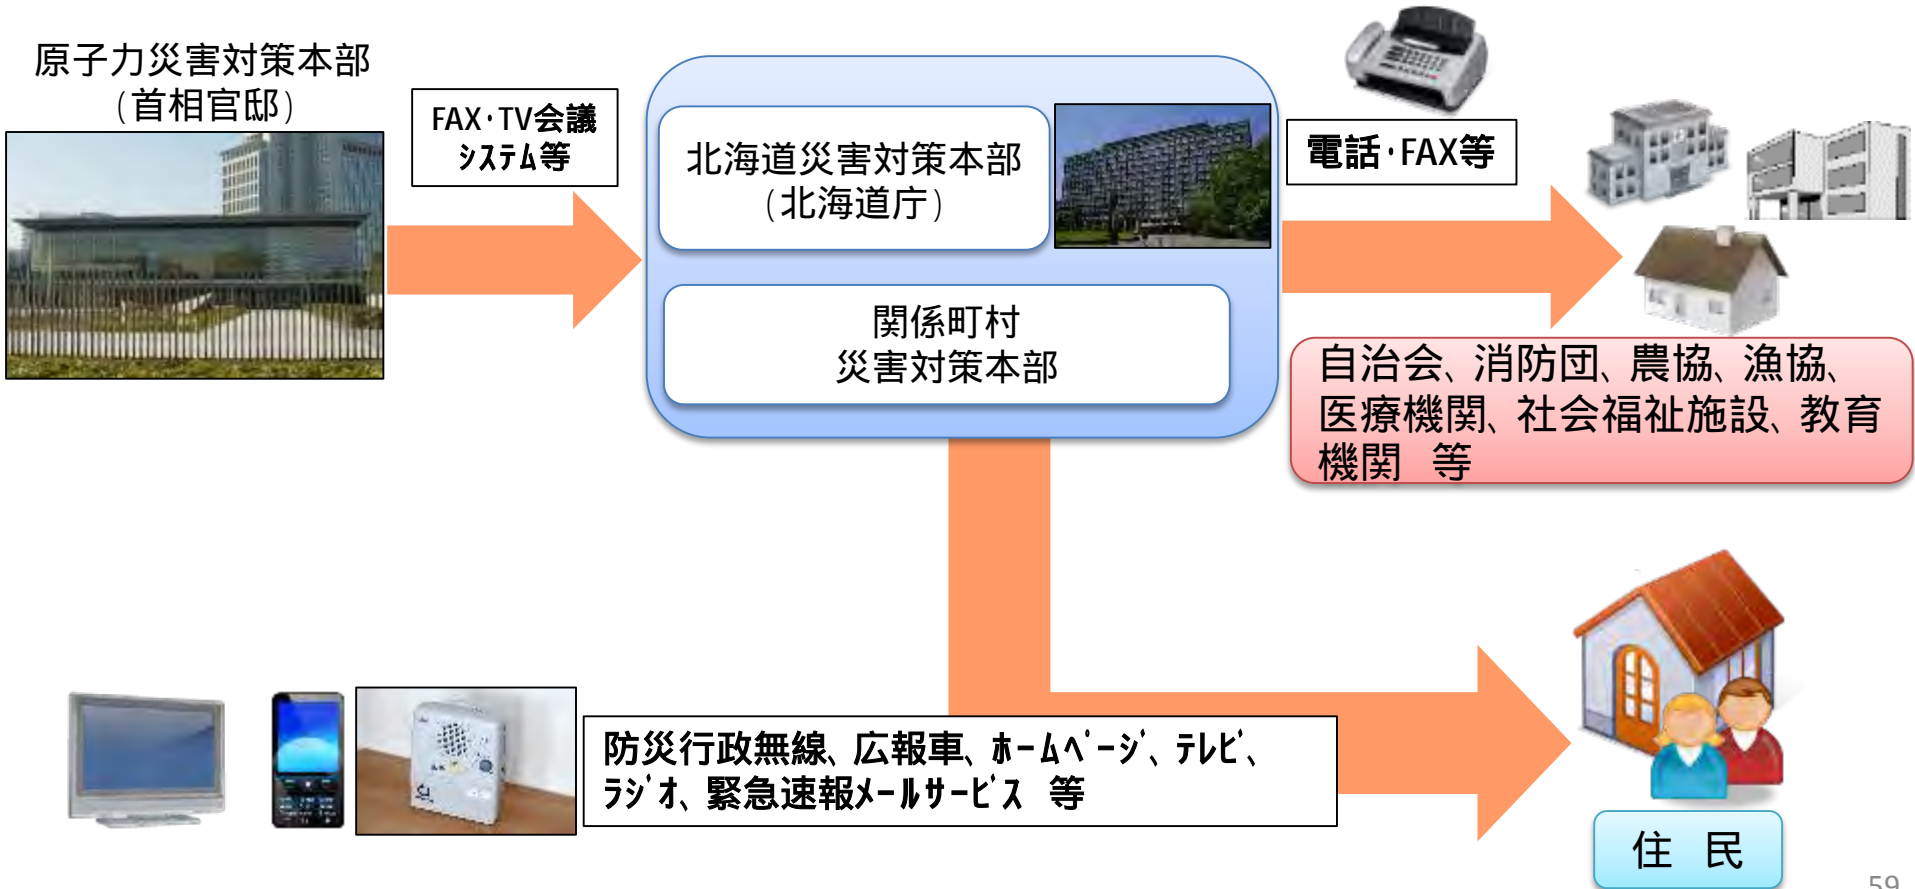 原子力災害対策本部
(首相官邸)
FAX・TV会議
システム等
北海道災害対策本部
(北海道庁)
関係町村
災害対策本部
電話・FAX等
自治会、消防団、農協、漁協、
医療機関、社会福祉施設、教育
機関　等
防災行政無線、広報車、ホームページ、テレビ、
ラジオ、緊急速報メールサービス　等
住　民
59